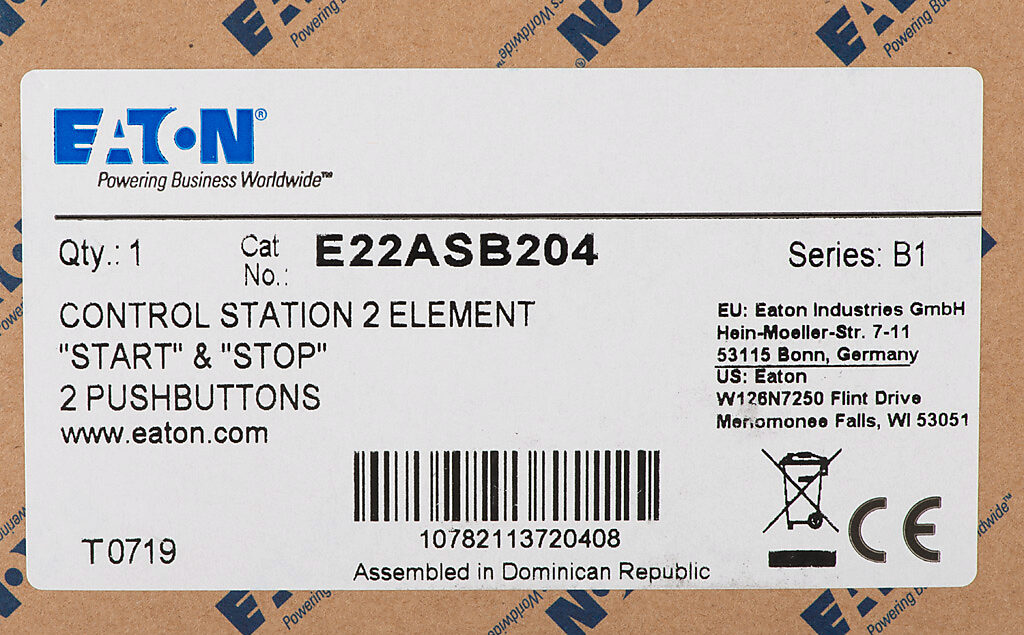 EATON®
Powering Business Worldwide™
Qty.: 1
Cat No.: E22ASB204
Series: B1
CONTROL STATION 2 ELEMENT
"START" & "STOP"
2 PUSHBUTTONS
www.eaton.com
EU: Eaton Industries GmbH
Hein-Moeller-Str. 7-11
53115 Bonn, Germany
US: Eaton
W126N7250 Flint Drive
Menomonee Falls, WI 53051
10782113720408
T0719
Assembled in Dominican Republic
CE